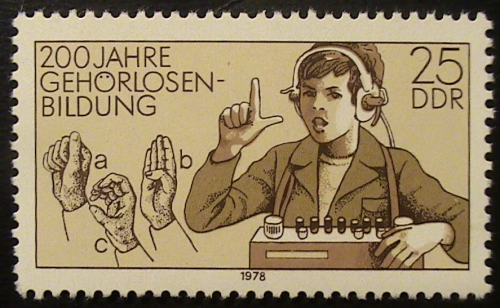 200 JAHRE
GEHÖRLOSEN-
BILDUNG
25
DDR
a
b
c
1978